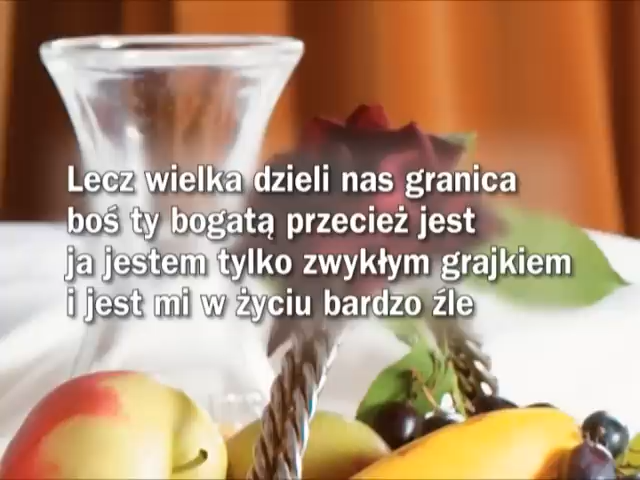 Lecz wielka dzieli nas granica
boś ty bogatą przecież jest
ja jestem tylko zwykłym grajkiem
i jest mi w życiu bardzo źle